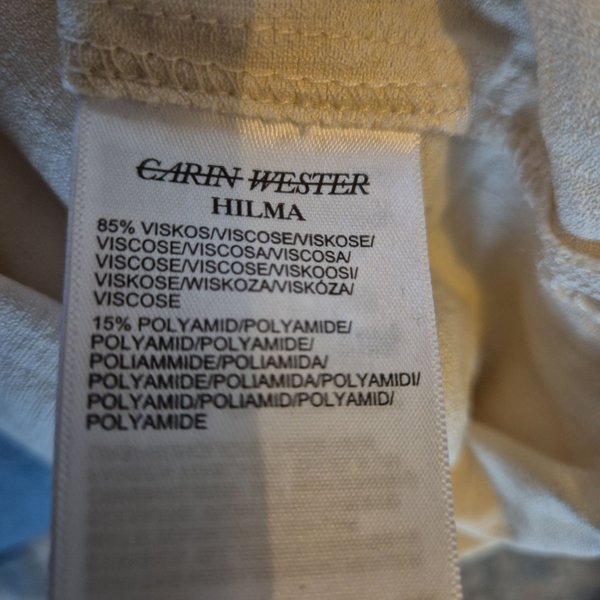 CARIN WESTER
HILMA
85% VISKOS/VISCOSE/VISKOSE/
VISCOSE/VISCOSA/VISCOSA/
VISCOSE/VISCOSE/VISKOOSI/
VISKOSE/WISKOZA/VISKÓZA/
VISCOSE
15% POLYAMID/POLYAMIDE/
POLYAMID/POLYAMIDE/
POLIAMMIDE/POLIAMIDA/
POLYAMIDE/POLIAMIDA/POLYAMIDI/
POLYAMID/POLIAMID/POLYAMID/
POLYAMIDE